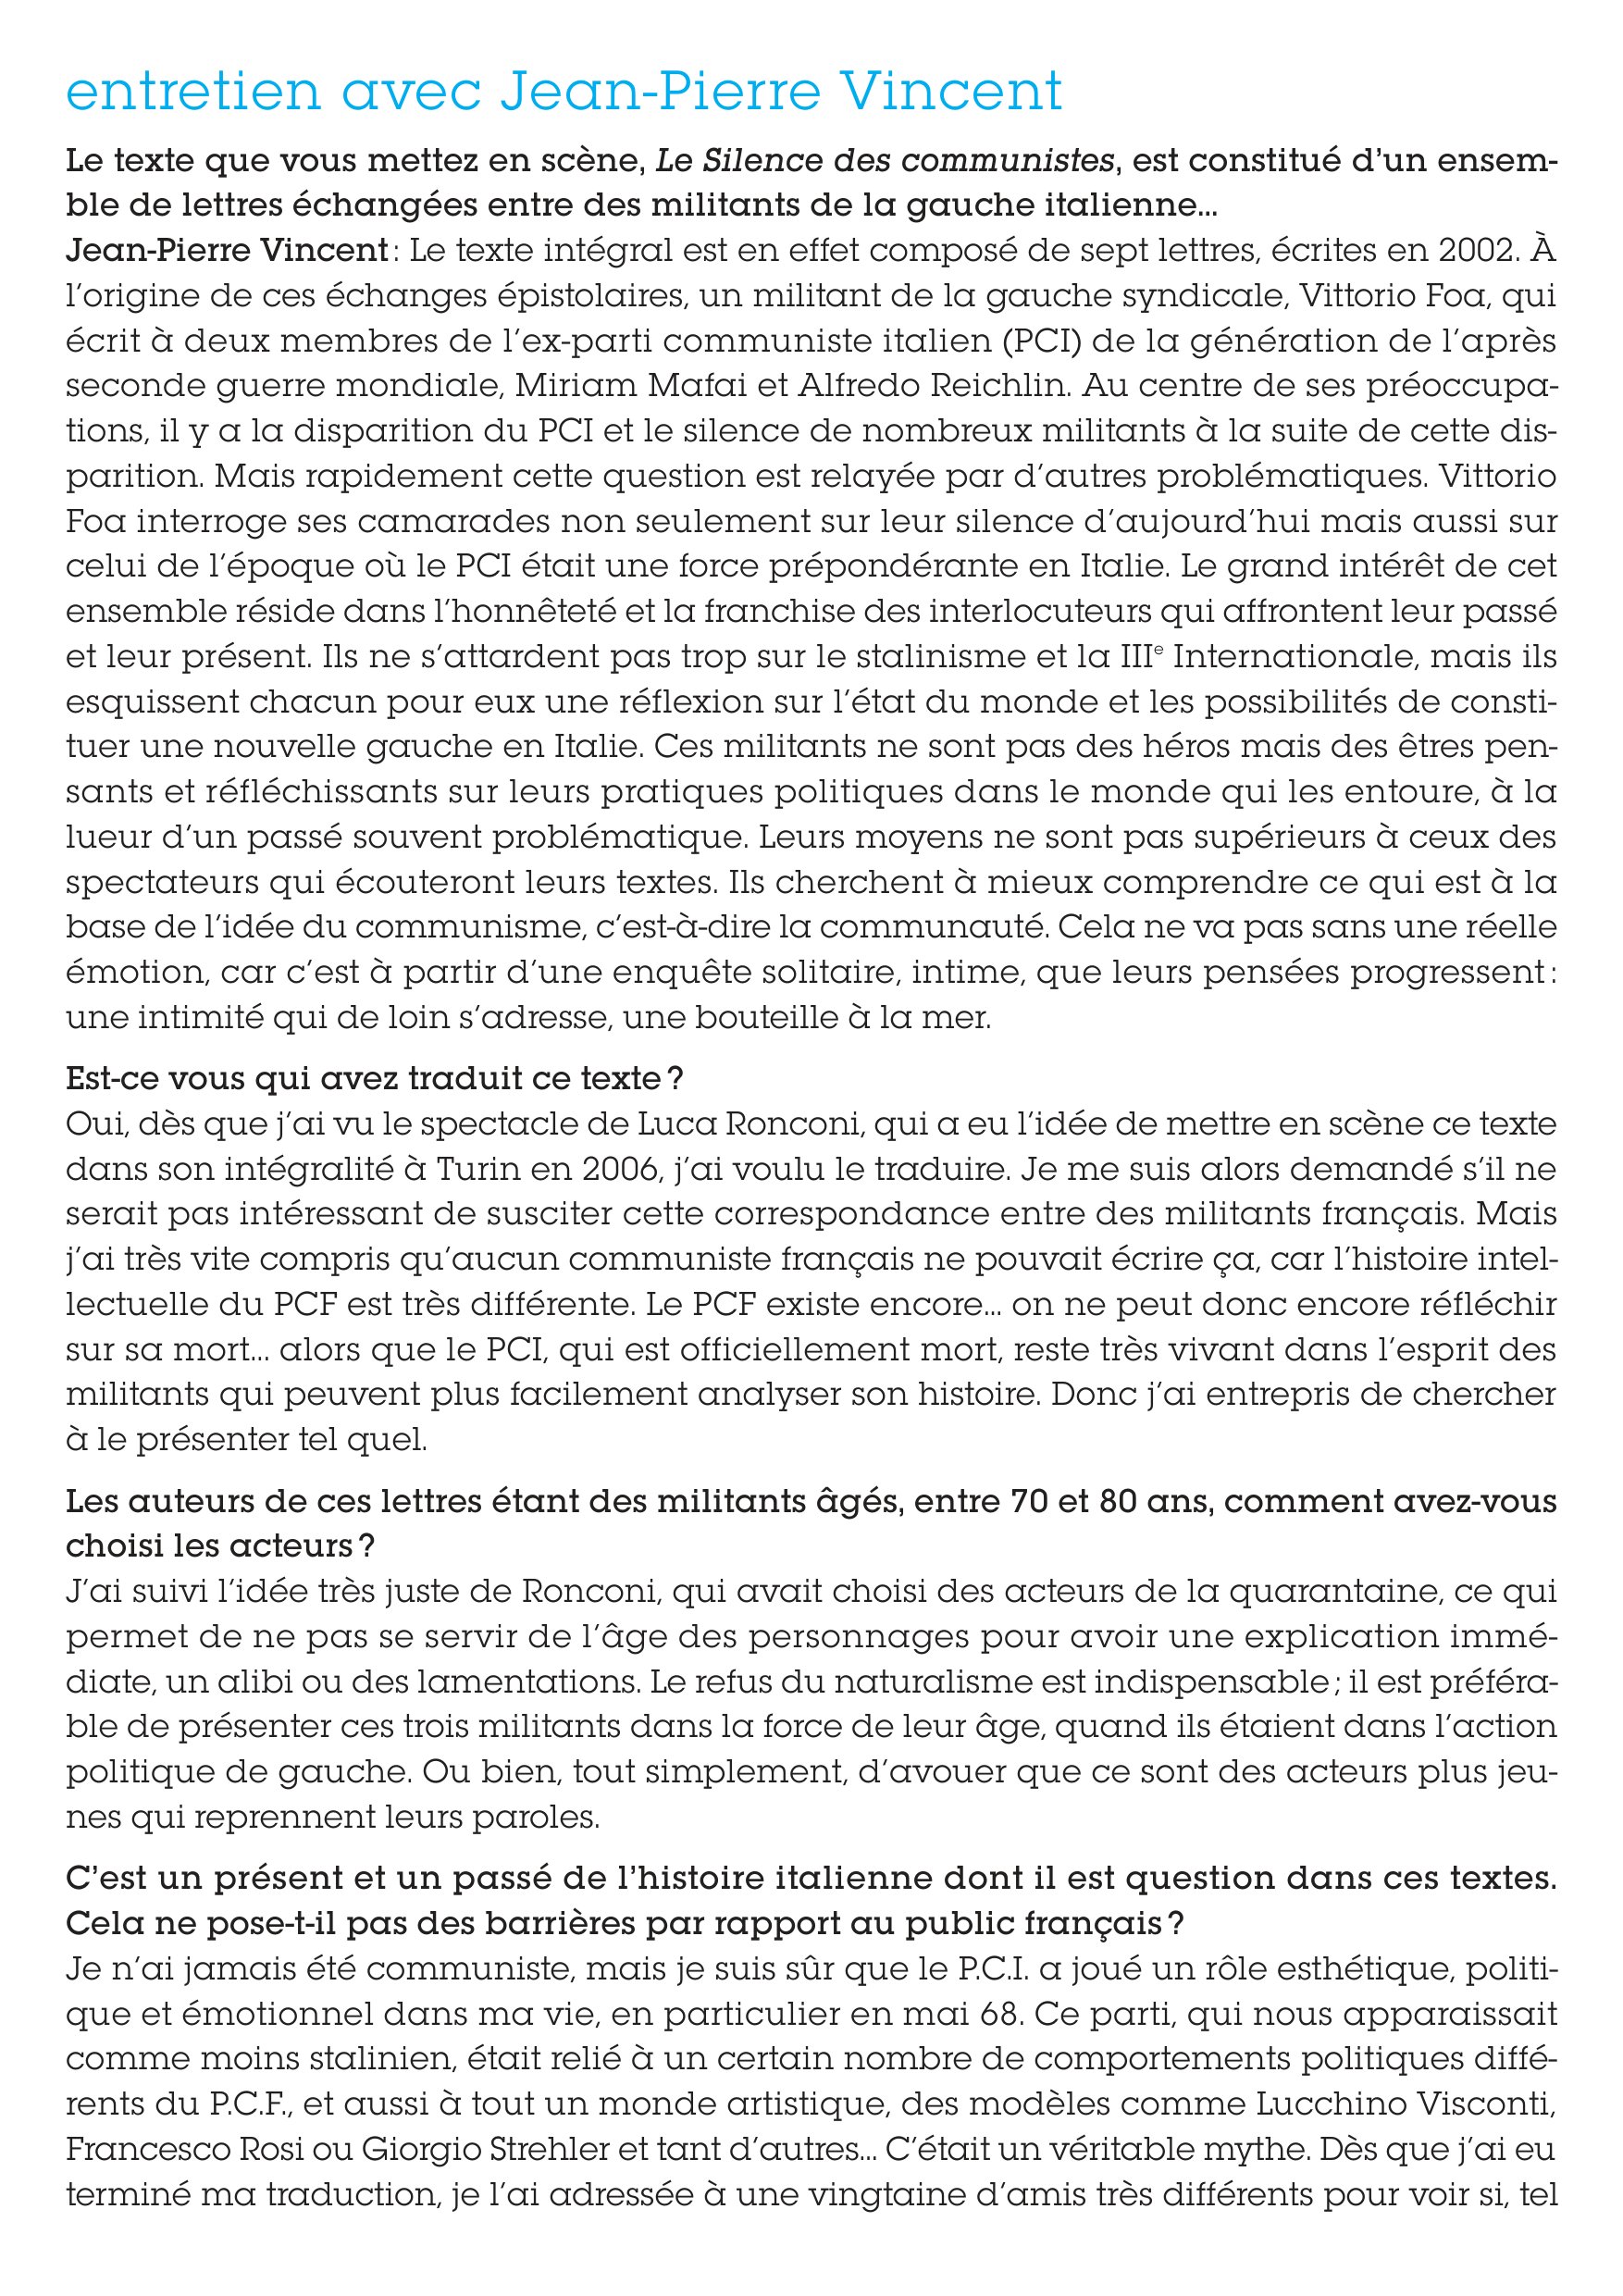 entretien avec Jean-Pierre Vincent
Le texte que vous mettez en scène, Le Silence des communistes, est constitué d’un ensem-
ble de lettres échangées entre des militants de la gauche italienne...
Jean-Pierre Vincent : Le texte intégral est en effet composé de sept lettres, écrites en 2002. À
l’origine de ces échanges épistolaires, un militant de la gauche syndicale, Vittorio Foa, qui
écrit à deux membres de l’ex-parti communiste italien (PCI) de la génération de l’après
seconde guerre mondiale, Miriam Mafai et Alfredo Reichlin. Au centre de ses préoccupa-
tions, il y a la disparition du PCI et le silence de nombreux militants à la suite de cette dis-
parition. Mais rapidement cette question est relayée par d’autres problématiques. Vittorio
Foa interroge ses camarades non seulement sur leur silence d’aujourd’hui mais aussi sur
celui de l’époque où le PCI était une force prépondérante en Italie. Le grand intérêt de cet
ensemble réside dans l’honnêteté et la franchise des interlocuteurs qui affrontent leur passé
et leur présent. Ils ne s’attardent pas trop sur le stalinisme et la IIIe Internationale, mais ils
esquissent chacun pour eux une réflexion sur l’état du monde et les possibilités de consti-
tuer une nouvelle gauche en Italie. Ces militants ne sont pas des héros mais des êtres pen-
sants et réfléchissants sur leurs pratiques politiques dans le monde qui les entoure, à la
lueur d’un passé souvent problématique. Leurs moyens ne sont pas supérieurs à ceux des
spectateurs qui écouteront leurs textes. Ils cherchent à mieux comprendre ce qui est à la
base de l’idée du communisme, c’est-à-dire la communauté. Cela ne va pas sans une réelle
émotion, car c’est à partir d’une enquête solitaire, intime, que leurs pensées progressent :
une intimité qui de loin s’adresse, une bouteille à la mer.
Est-ce vous qui avez traduit ce texte ?
Oui, dès que j’ai vu le spectacle de Luca Ronconi, qui a eu l’idée de mettre en scène ce texte
dans son intégralité à Turin en 2006, j’ai voulu le traduire. Je me suis alors demandé s’il ne
serait pas intéressant de susciter cette correspondance entre des militants français. Mais
j’ai très vite compris qu’aucun communiste français ne pouvait écrire ça, car l’histoire intel-
lectuelle du PCF est très différente. Le PCF existe encore... on ne peut donc encore réfléchir
sur sa mort... alors que le PCI, qui est officiellement mort, reste très vivant dans l’esprit des
militants qui peuvent plus facilement analyser son histoire. Donc j’ai entrepris de chercher
à le présenter tel quel.
Les auteurs de ces lettres étant des militants âgés, entre 70 et 80 ans, comment avez-vous
choisi les acteurs ?
J’ai suivi l’idée très juste de Ronconi, qui avait choisi des acteurs de la quarantaine, ce qui
permet de ne pas se servir de l’âge des personnages pour avoir une explication immé-
diate, un alibi ou des lamentations. Le refus du naturalisme est indispensable ; il est préféra-
ble de présenter ces trois militants dans la force de leur âge, quand ils étaient dans l’action
politique de gauche. Ou bien, tout simplement, d’avouer que ce sont des acteurs plus jeu-
nes qui reprennent leurs paroles.
C’est un présent et un passé de l’histoire italienne dont il est question dans ces textes.
Cela ne pose-t-il pas des barrières par rapport au public français ?
Je n’ai jamais été communiste, mais je suis sûr que le P.C.I. a joué un rôle esthétique, politi-
que et émotionnel dans ma vie, en particulier en mai 68. Ce parti, qui nous apparaissait
comme moins stalinien, était relié à un certain nombre de comportements politiques diffé-
rents du P.C.F., et aussi à tout un monde artistique, des modèles comme Lucchino Visconti,
Francesco Rosi ou Giorgio Strehler et tant d’autres... C’était un véritable mythe. Dès que j’ai eu
terminé ma traduction, je l’ai adressée à une vingtaine d’amis très différents pour voir si, tel